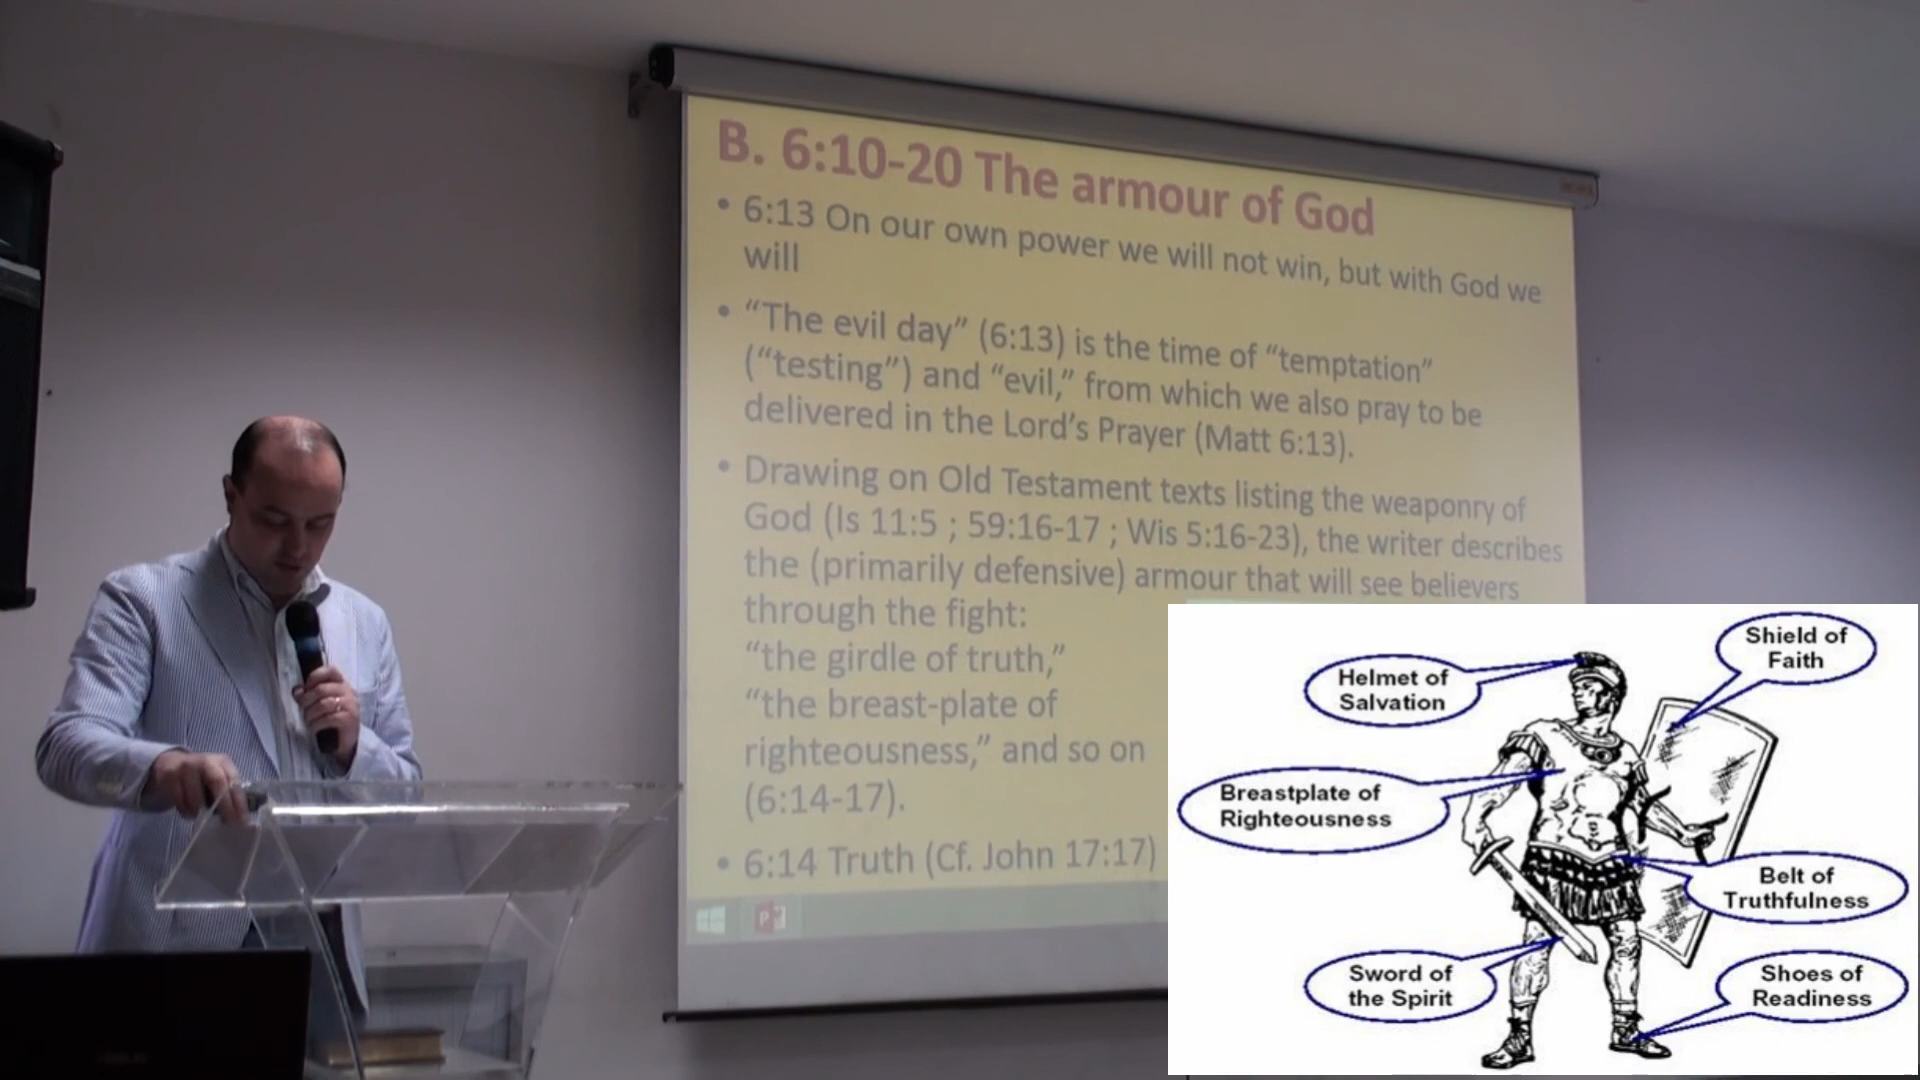 B. 6:10-20 The armour of God
• 6:13 On our own power we will not win, but with God we
will
• “The evil day” (6:13) is the time of “temptation”
(“testing”) and “evil,” from which we also pray to be
delivered in the Lord’s Prayer (Matt 6:13).
• Drawing on Old Testament texts listing the weaponry of
God (Is 11:5 ; 59:16-17 ; Wis 5:16-23), the writer describes
the (primarily defensive) armour that will see believers
through the fight:
“the girdle of truth,”
“the breast-plate of
righteousness,” and so on
(6:14-17).
• 6:14 Truth (Cf. John 17:17)
Shield of
Faith
Helmet of
Salvation
Breastplate of
Righteousness
Belt of
Truthfulness
Sword of
the Spirit
Shoes of
Readiness